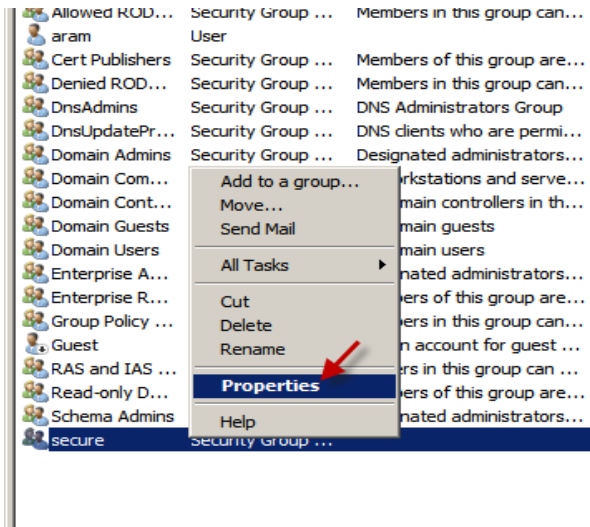 Allowed ROD... Security Group ... Members in this group can...
aram User
Cert Publishers Security Group ... Members of this group are...
Denied ROD... Security Group ... Members in this group can...
DnsAdmins Security Group ... DNS Administrators Group
DnsUpdatePr... Security Group ... DNS clients who are permi...
Domain Admins Security Group ... Designated administrators...
Domain Com... Add to a group... rkstations and serve...
Domain Cont... Move... main controllers in th...
Domain Guests Send Mail main guests
Domain Users main users
All Tasks
Enterprise A... nated administrators...
Enterprise R... Cut bers of this group are...
Group Policy ... Delete bers in this group can...
Guest Rename n account for guest ...
RAS and IAS ... ers in this group can ...
Read-only D... Properties bers of this group are...
Schema Admins nated administrators...
Help
secure Security Group ...